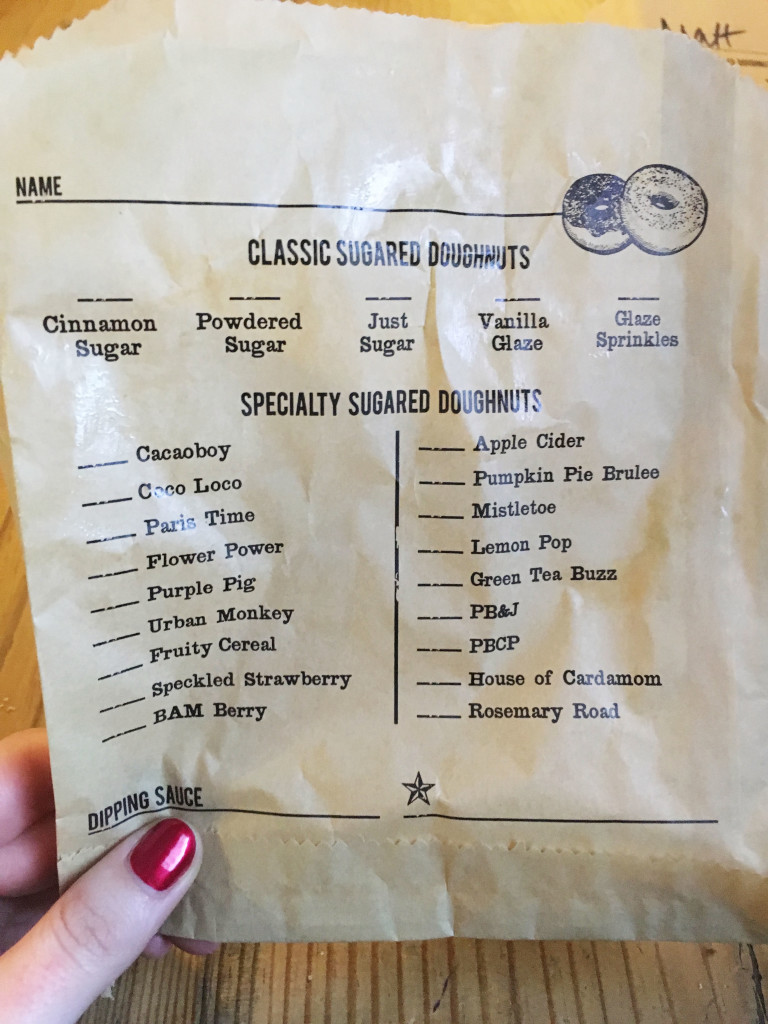 Matt
NAME
CLASSIC SUGARED DOUGHNUTS
Cinnamon Sugar
Powdered Sugar
Just Sugar
Vanilla Glaze
Glaze Sprinkles
SPECIALTY SUGARED DOUGHNUTS
Cacaoboy
Coco Loco
Paris Time
Flower Power
Purple Pig
Urban Monkey
Fruity Cereal
Speckled Strawberry
BAM Berry
Apple Cider
Pumpkin Pie Brulee
Mistletoe
Lemon Pop
Green Tea Buzz
PB&J
PBCP
House of Cardamom
Rosemary Road
DIPPING SAUCE